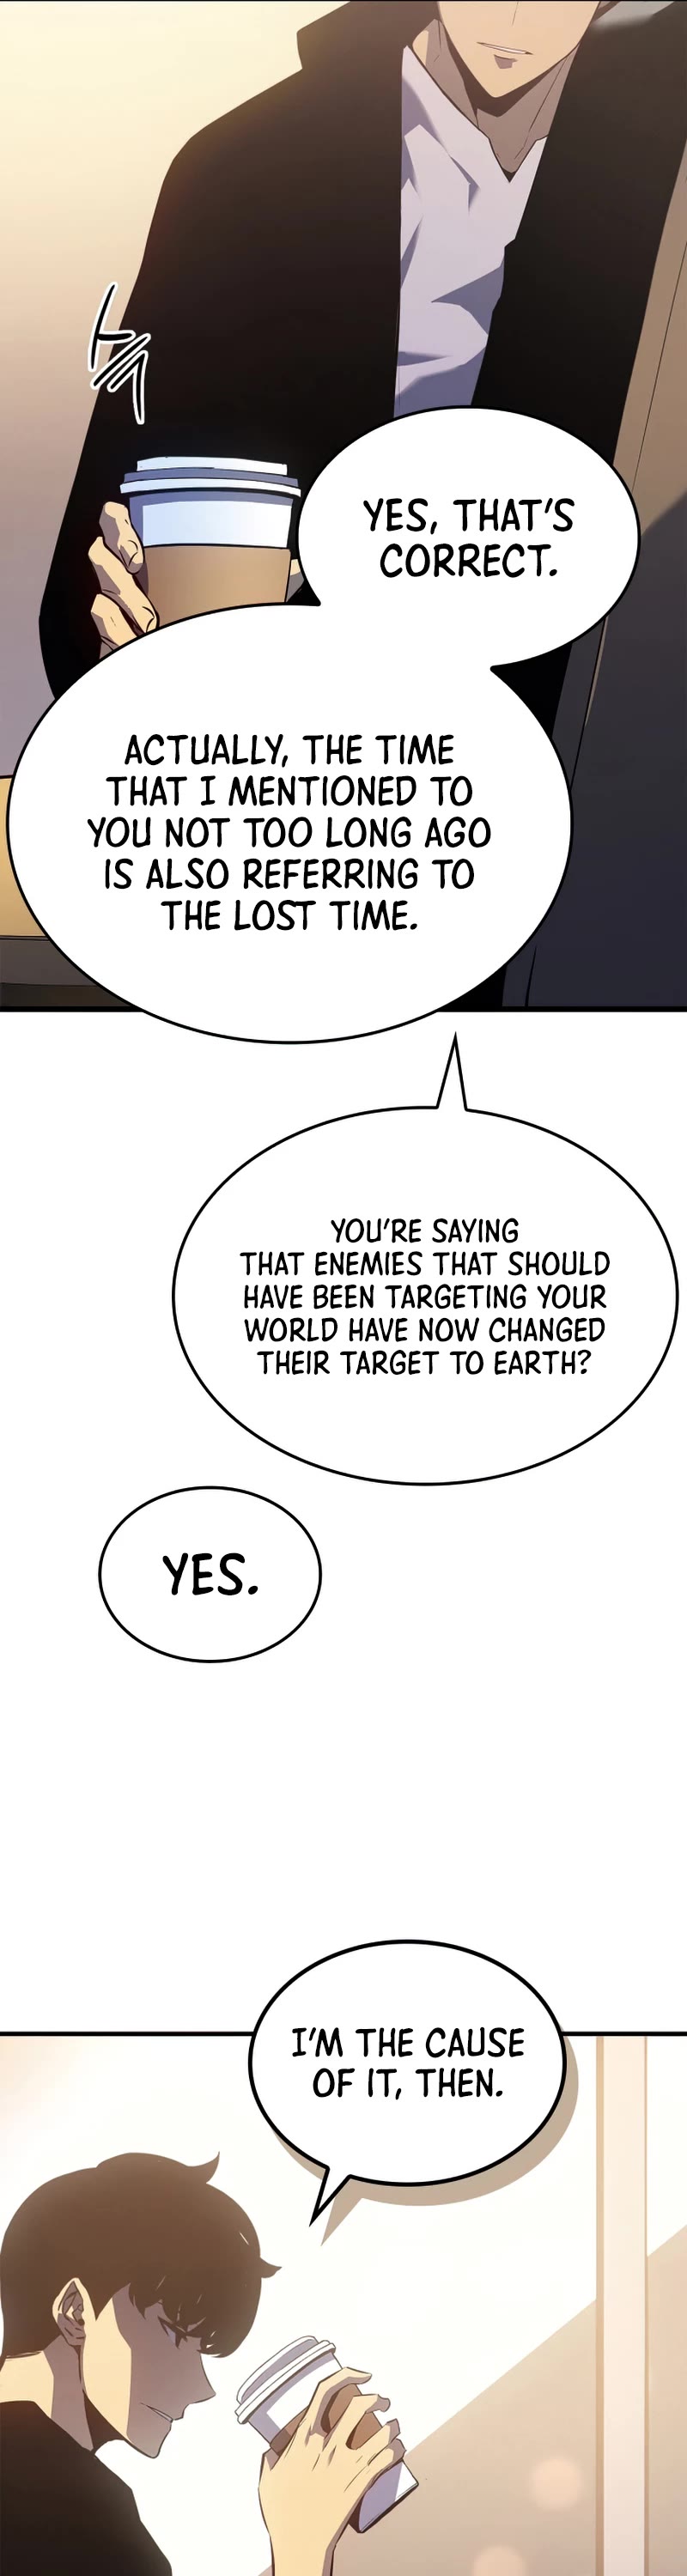 YES, THAT'S
CORRECT.
ACTUALLY, THE TIME
THAT I MENTIONED TO
YOU NOT TOO LONG AGO
IS ALSO REFERRING TO
THE LOST TIME.
YOU'RE SAYING
THAT ENEMIES THAT SHOULD
HAVE BEEN TARGETING YOUR
WORLD HAVE NOW CHANGED
THEIR TARGET TO EARTH?
YES.
I'M THE CAUSE
OF IT, THEN.